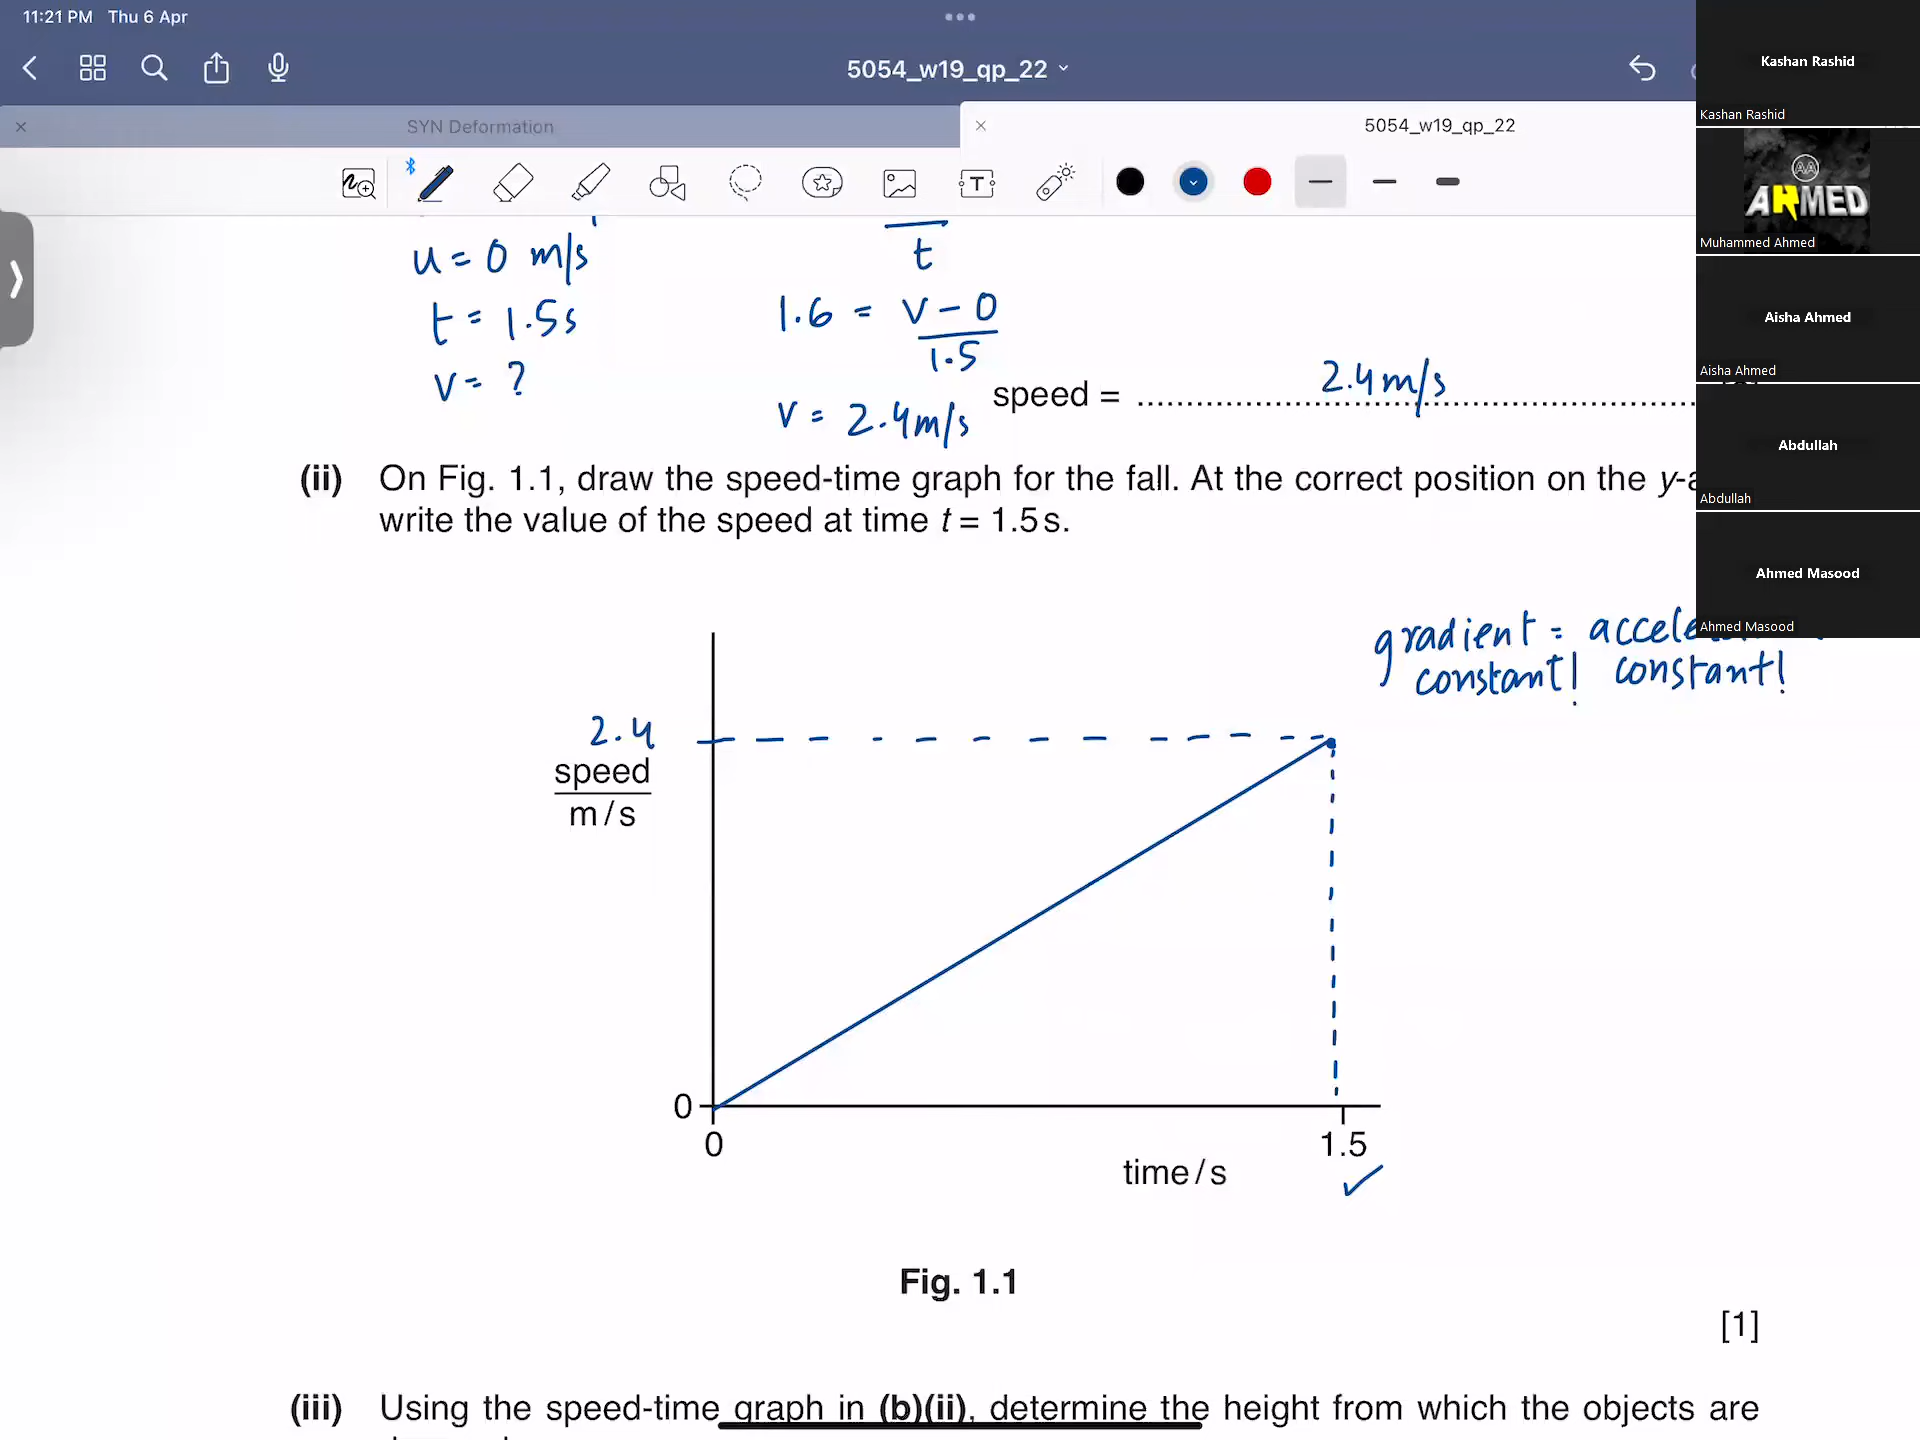 11:21 PM Thu 6 Apr
5054_w19_qp_22
SYN Deformation
5054_w19_qp_22
Kashan Rashid
Kashan Rashid
AA
ARMED
Muhammed Ahmed
Aisha Ahmed
Aisha Ahmed
Abdullah
Abdullah
Ahmed Masood
Ahmed Masood
u = 0 m/s
t
t = 1.5s
1.6 = v - 0
1.5
v = ?
v = 2.4m/s
speed = 2.4m/s
(ii) On Fig. 1.1, draw the speed-time graph for the fall. At the correct position on the
write the value of the speed at time t = 1.5 s.
gradient =
constant! constant!
2.4
speed
m / s
0
0
1.5
time / s
Fig. 1.1
[1]
(iii) Using the speed-time graph in (b)(ii), determine the height from which the objects are